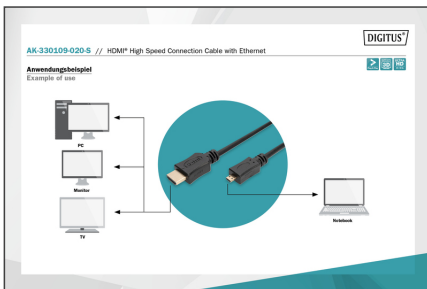 DIGITUS®
AK-330109-020-S // HDMI® High Speed Connection Cable with Ethernet
Anwendungsbeispiel
Example of use
PC
Monitor
TV
Notebook